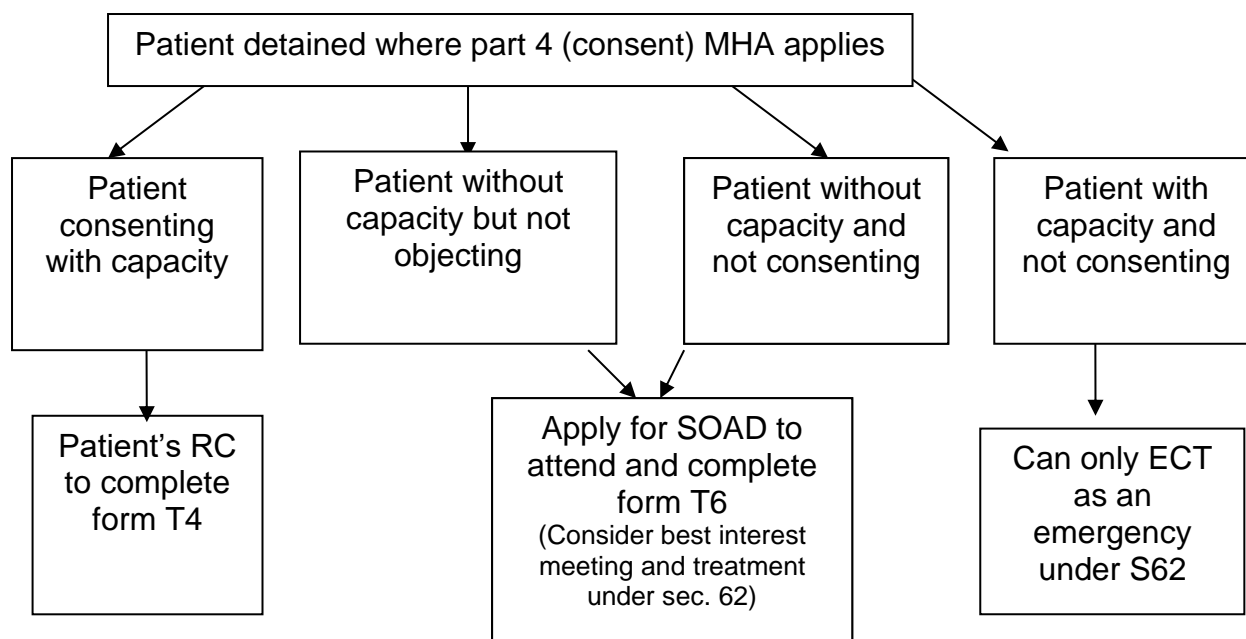 Patient detained where part 4 (consent) MHA applies
Patient
consenting
with capacity
Patient without
capacity but not
objecting
Patient without
capacity and
not consenting
Patient with
capacity and
not consenting
Patient’s RC
to complete
form T4
Apply for SOAD to
attend and complete
form T6
(Consider best interest
meeting and treatment
under sec. 62)
Can only ECT
as an
emergency
under S62